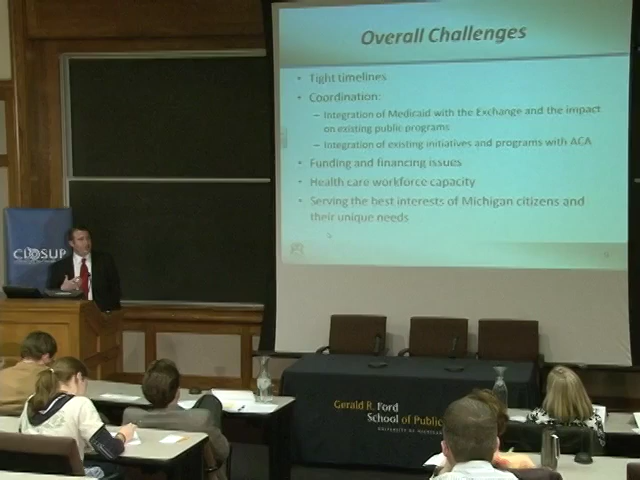 Overall Challenges
• Tight timelines
• Coordination:
– Integration of Medicaid with the Exchange and the impact
on existing public programs
– Integration of existing initiatives and programs with ACA
• Funding and financing issues
• Health care workforce capacity
• Serving the best interests of Michigan citizens and
their unique needs
CLOSUP
Gerald R. Ford
School of Public
UNIVERSITY OF